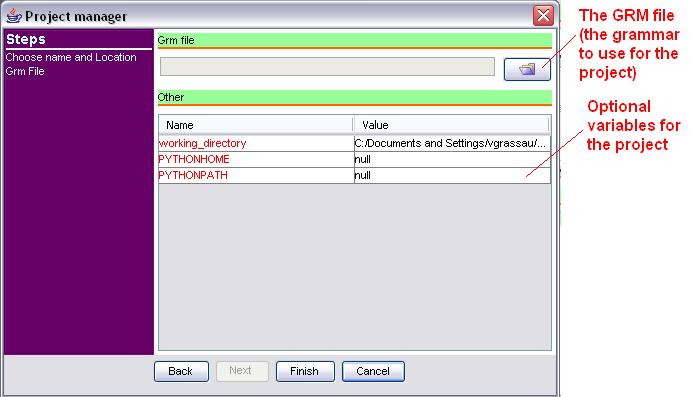 Project manager
Steps
Choose name and Location
Grm File
Grm file
Other
Name Value
working_directory C:/Documents and Settings/vgrassau/...
PYTHONHOME null
PYTHONPATH null
Back Next Finish Cancel
The GRM file
(the grammar
to use for the
project)
Optional
variables for
the project